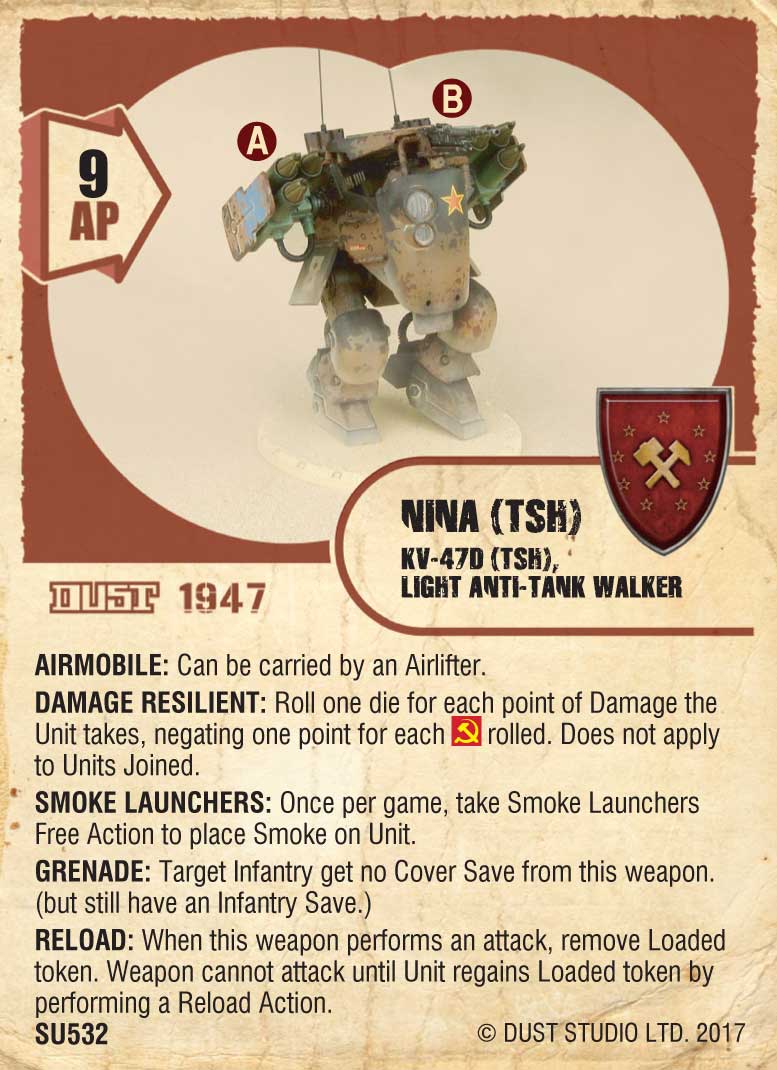 A
B
9
AP
NINA (TSH)
KV-47D (TSH),
LIGHT ANTI-TANK WALKER
DUST 1947
AIRMOBILE: Can be carried by an Airlifter.
DAMAGE RESILIENT: Roll one die for each point of Damage the
Unit takes, negating one point for each rolled. Does not apply
to Units Joined.
SMOKE LAUNCHERS: Once per game, take Smoke Launchers
Free Action to place Smoke on Unit.
GRENADE: Target Infantry get no Cover Save from this weapon.
(but still have an Infantry Save.)
RELOAD: When this weapon performs an attack, remove Loaded
token. Weapon cannot attack until Unit regains Loaded token by
performing a Reload Action.
SU532
© DUST STUDIO LTD. 2017